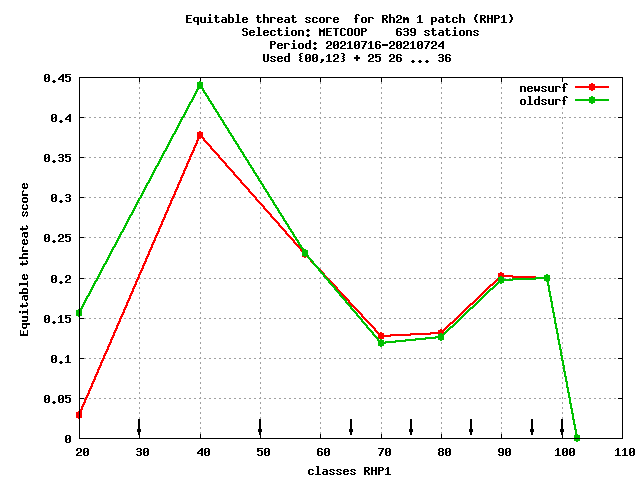 Equitable threat score  for Rh2m 1 patch (RHP1)
Selection: METCOOP    639 stations
Period: 20210716-20210724
Used {00,12} + 25 26 ... 36
newsurf
oldsurf
Equitable threat score
0.45
0.4
0.35
0.3
0.25
0.2
0.15
0.1
0.05
0
20 30 40 50 60 70 80 90 100 110
classes RHP1